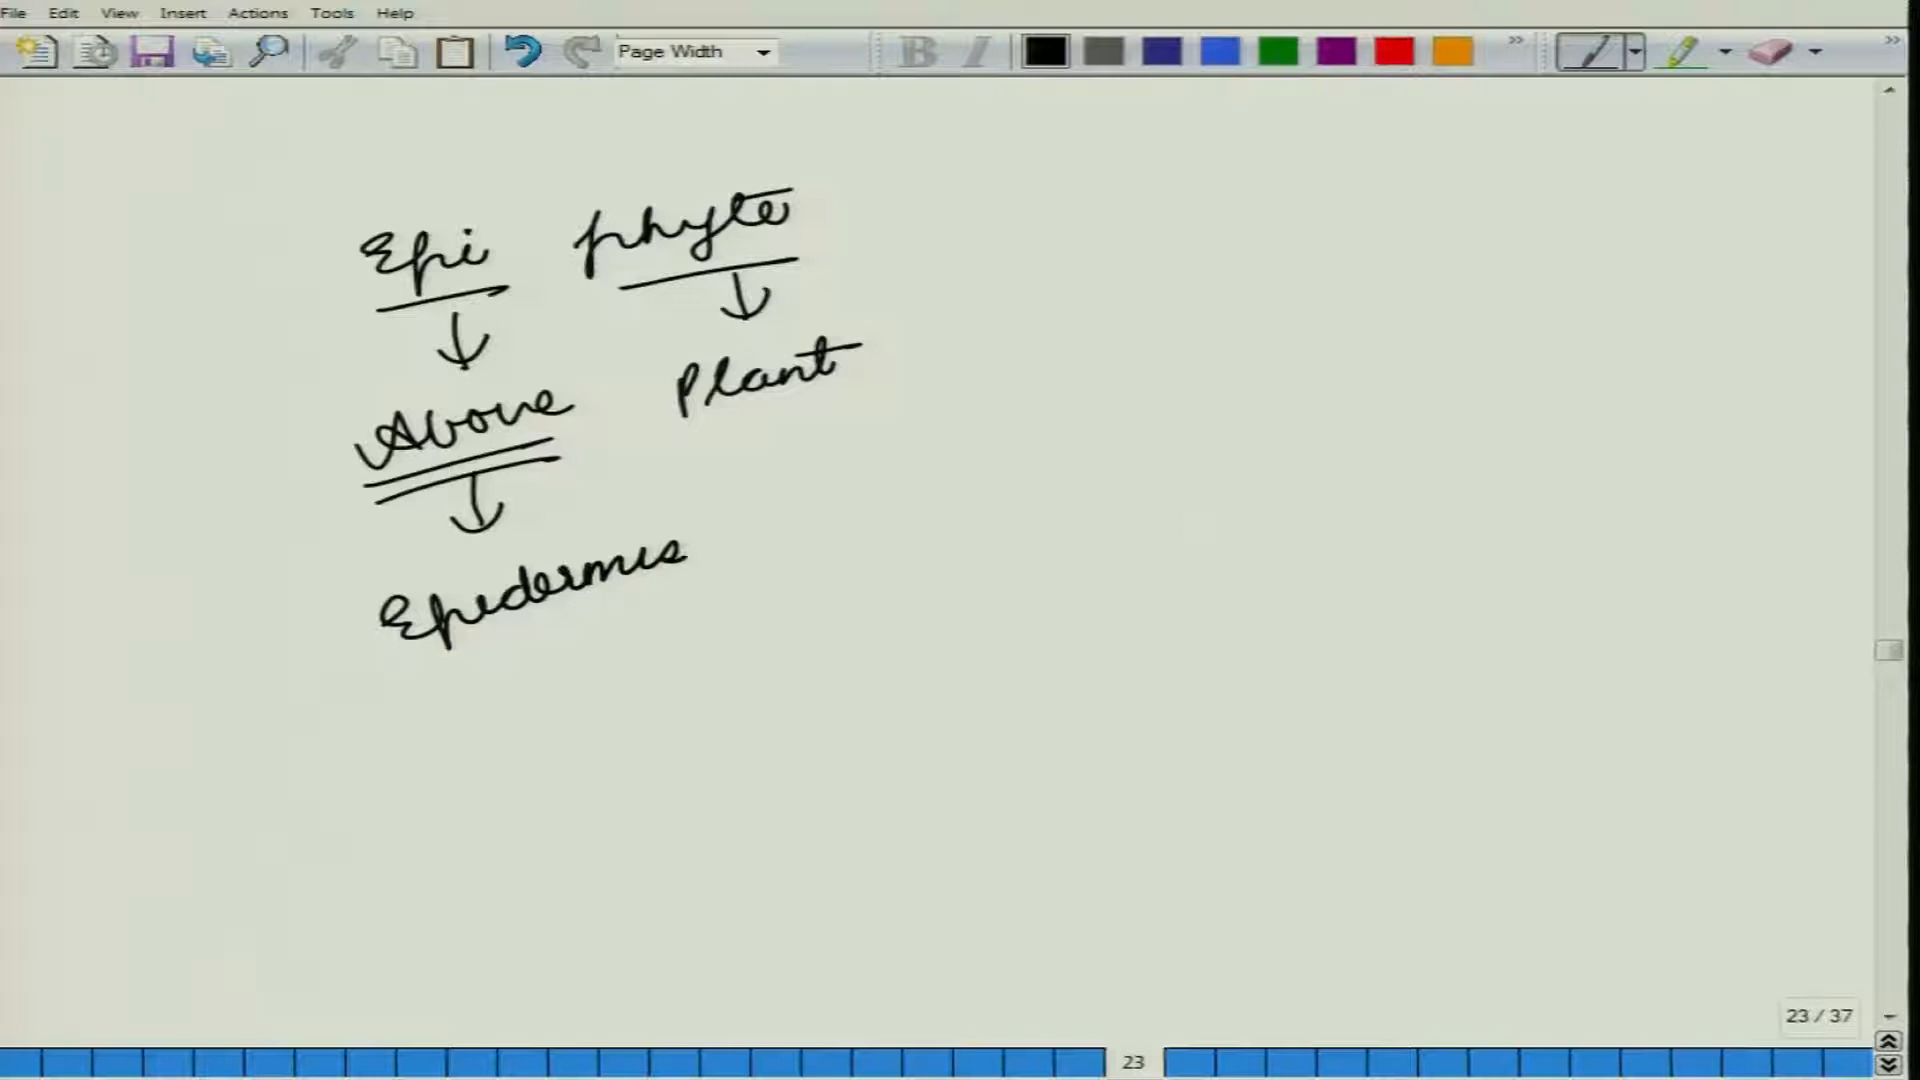 File Edit View Insert Actions Tools Help
Page Width B I
Epi phyte
Above Plant
Epidermis
23 / 37
23